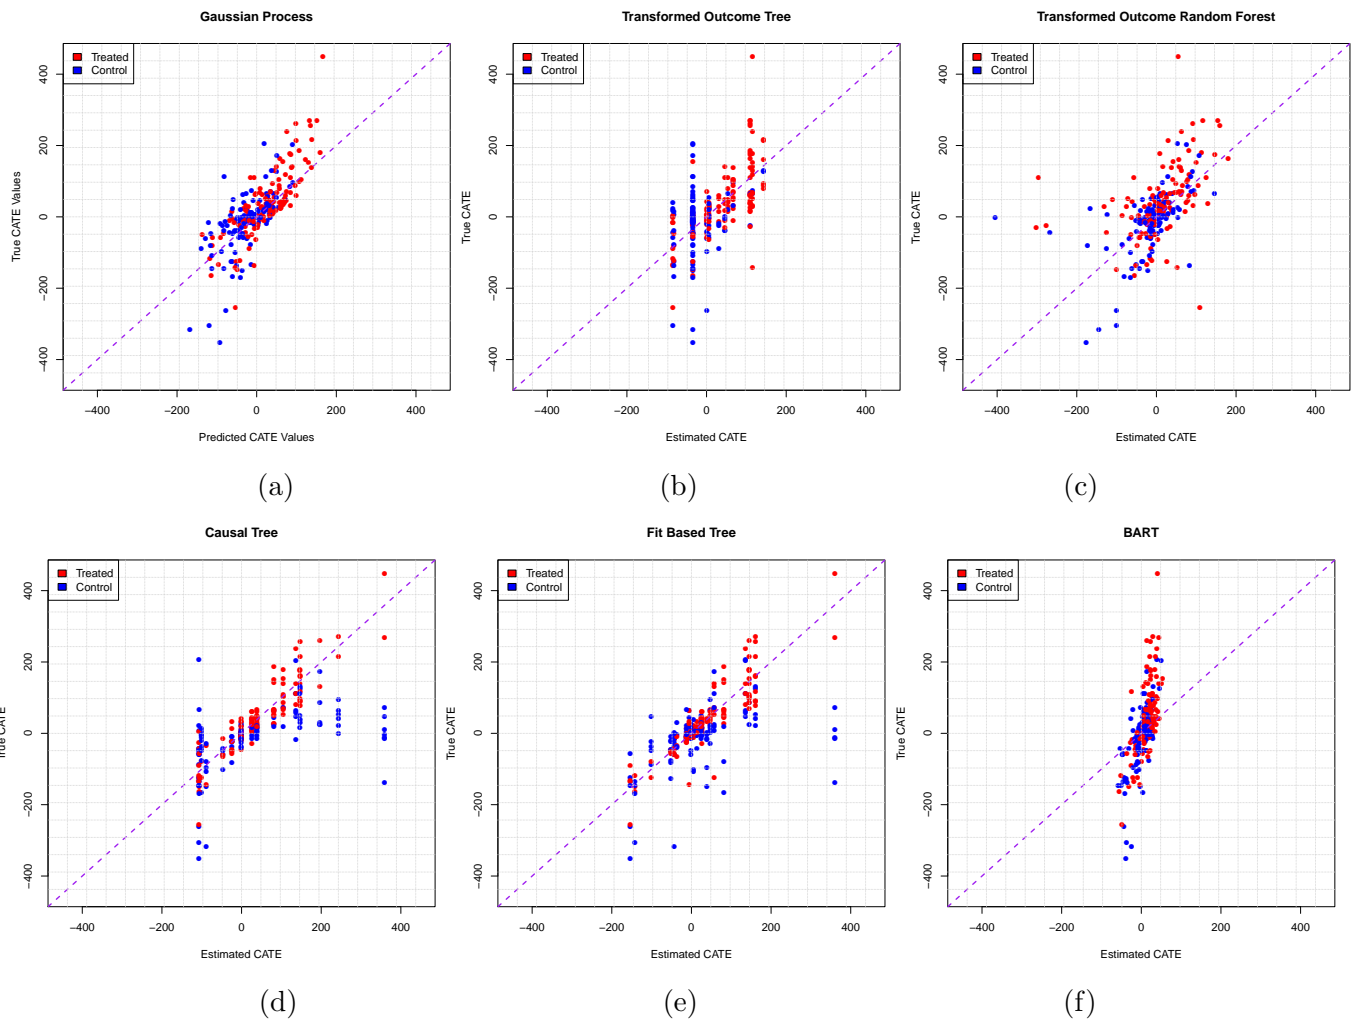 Gaussian Process
Treated
Control
400
200
0
−200
−400
True CATE Values
−400 −200 0 200 400
Predicted CATE Values
(a)
Transformed Outcome Tree
Treated
Control
400
200
0
−200
−400
True CATE
−400 −200 0 200 400
Estimated CATE
(b)
Transformed Outcome Random Forest
Treated
Control
400
200
0
−200
−400
True CATE
−400 −200 0 200 400
Estimated CATE
(c)
Causal Tree
Treated
Control
400
200
0
−200
−400
CATE
−400 −200 0 200 400
Estimated CATE
(d)
Fit Based Tree
Treated
Control
400
200
0
−200
−400
True CATE
−400 −200 0 200 400
Estimated CATE
(e)
BART
Treated
Control
400
200
0
−200
−400
True CATE
−400 −200 0 200 400
Estimated CATE
(f)